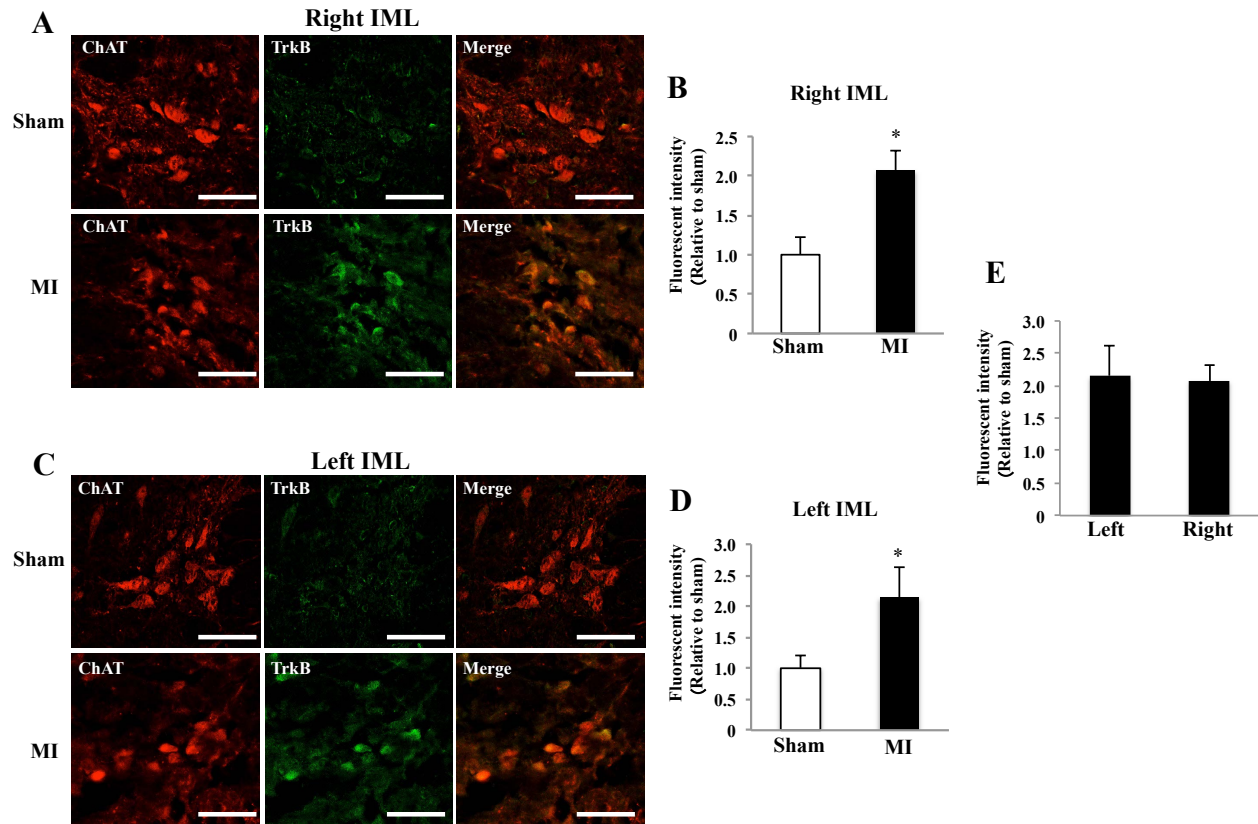 A
Right IML
ChAT TrkB Merge
Sham
ChAT TrkB Merge
MI
B
Right IML
Fluorescent intensity
(Relative to sham)
2.5
2.0
1.5
1.0
0.5
0
*
Sham MI
C
Left IML
ChAT TrkB Merge
Sham
ChAT TrkB Merge
MI
D
Left IML
Fluorescent intensity
(Relative to sham)
3.0
2.5
2.0
1.5
1.0
0.5
0
*
Sham MI
E
Fluorescent intensity
(Relative to sham)
3.0
2.5
2.0
1.5
1.0
0.5
0
Left Right